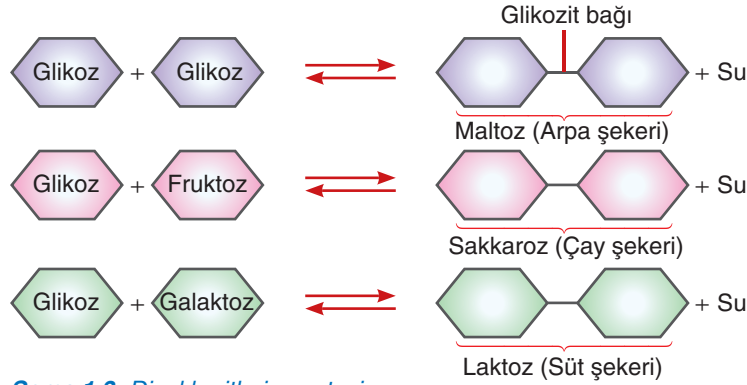 Glikozit bağı
Glikoz + Glikoz + Su
Maltoz (Arpa şekeri)
Glikoz + Fruktoz + Su
Sakkaroz (Çay şekeri)
Glikoz + Galaktoz + Su
Laktoz (Süt şekeri)